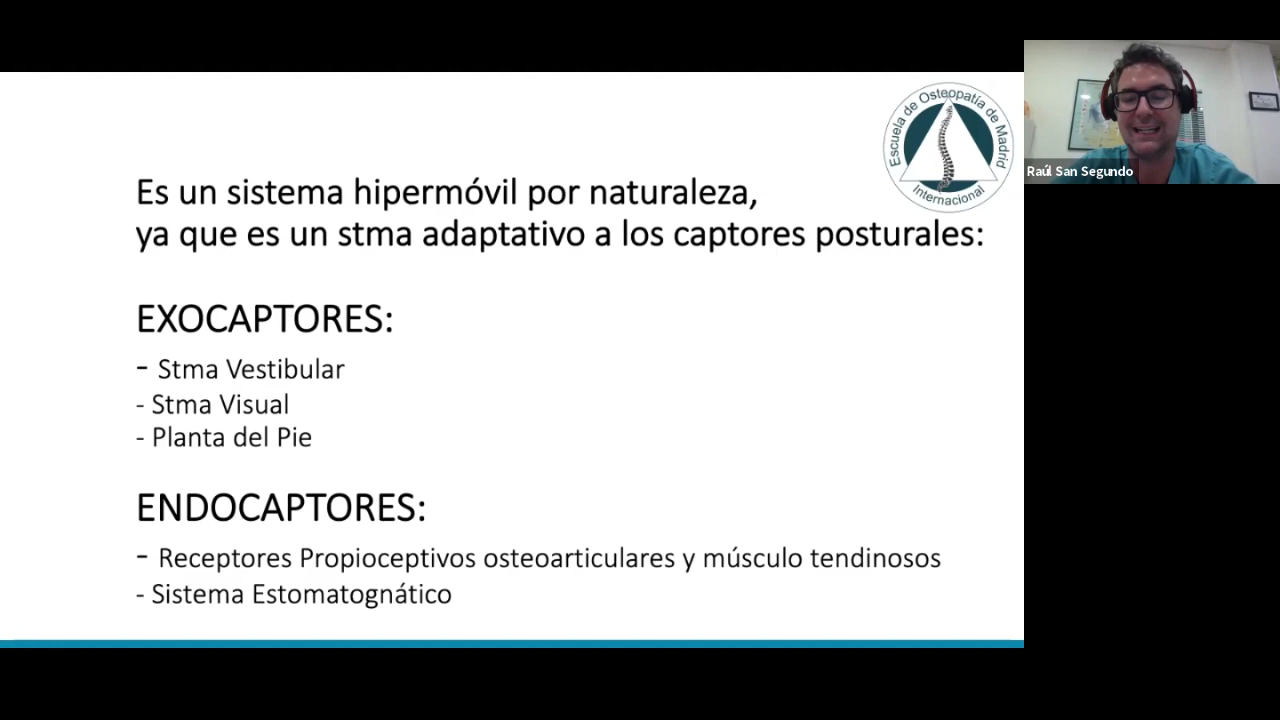 Escuela de Osteopatía de Madrid
Internacional
Es un sistema hipermóvil por naturaleza,
ya que es un stma adaptativo a los captores posturales:
EXOCAPTORES:
- Stma Vestibular
- Stma Visual
- Planta del Pie
ENDOCAPTORES:
- Receptores Propioceptivos osteoarticulares y músculo tendinosos
- Sistema Estomatognático
Raúl San Segundo